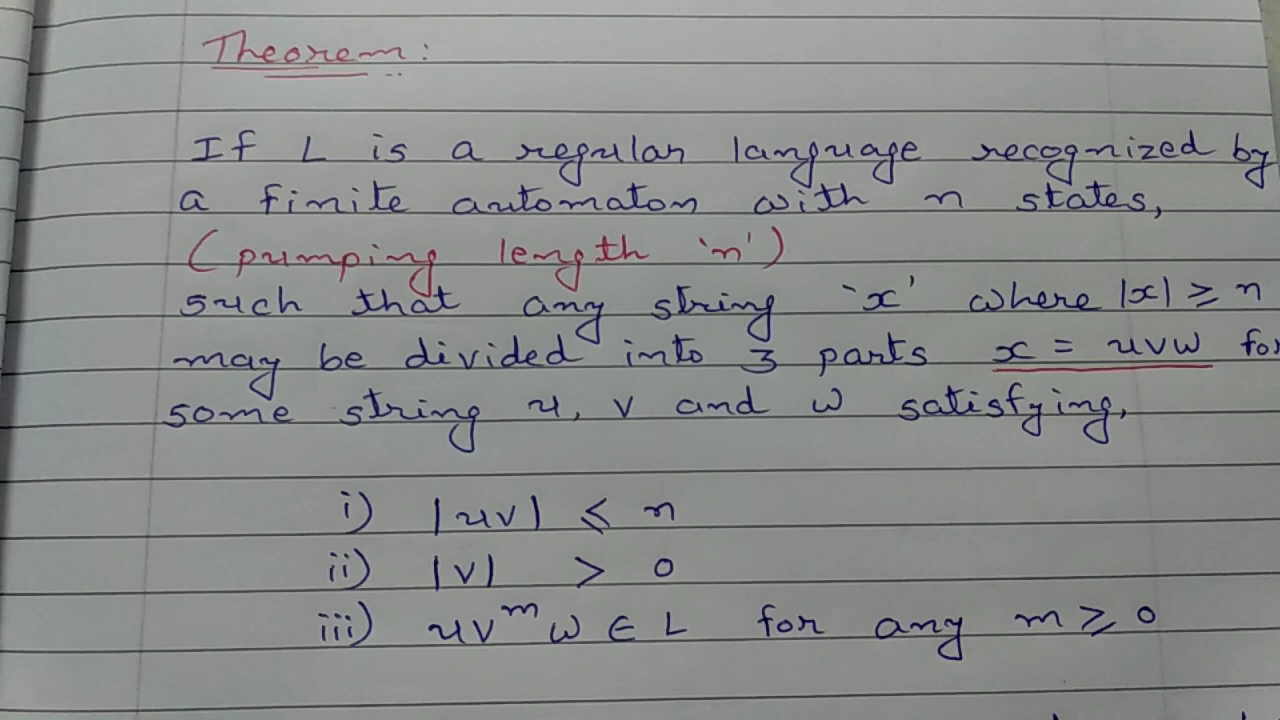 Theorem:
If L is a regular language recognized by
a finite automaton with n states,
(pumping length 'n')
such that any string 'x' where |x| ≥ n
may be divided into 3 parts x = uvw for
some string u, v and w satisfying,
i) |uv| ≤ n
ii) |v| > 0
iii) uv^m w ∈ L for any m ≥ 0